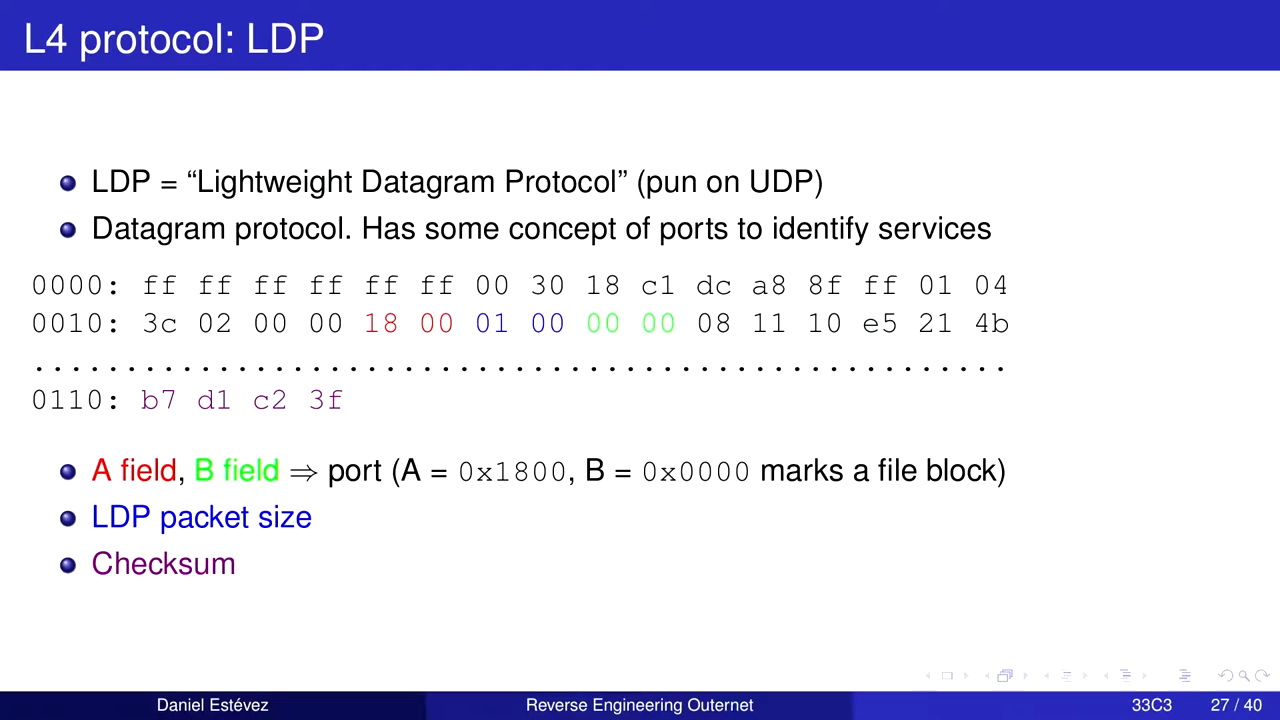 L4 protocol: LDP
LDP = “Lightweight Datagram Protocol” (pun on UDP)
Datagram protocol. Has some concept of ports to identify services
0000: ff ff ff ff ff ff 00 30 18 c1 dc a8 8f ff 01 04
0010: 3c 02 00 00 18 00 01 00 00 00 08 11 10 e5 21 4b
...................................................
0110: b7 d1 c2 3f
A field, B field ⇒ port (A = 0x1800, B = 0x0000 marks a file block)
LDP packet size
Checksum
Daniel Estévez Reverse Engineering Outernet 33C3 27 / 40